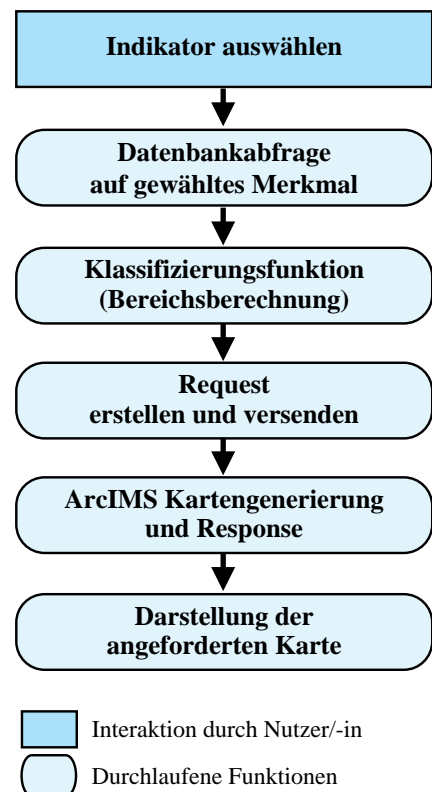 Indikator auswählen
Datenbankabfrage
auf gewähltes Merkmal
Klassifizierungsfunktion
(Bereichsberechnung)
Request
erstellen und versenden
ArcIMS Kartengenerierung
und Response
Darstellung der
angeforderten Karte
Interaktion durch Nutzer/-in
Durchlaufene Funktionen